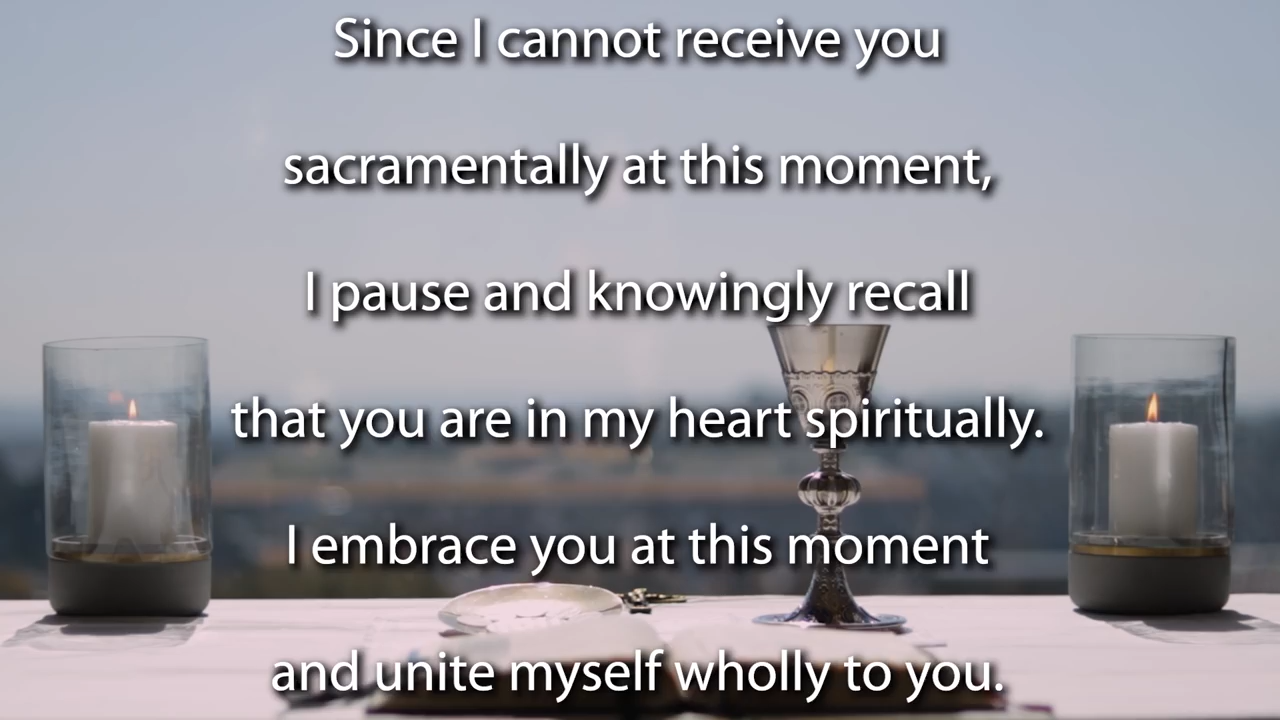 Since I cannot receive you
sacramentally at this moment,
I pause and knowingly recall
that you are in my heart spiritually.
I embrace you at this moment
and unite myself wholly to you.